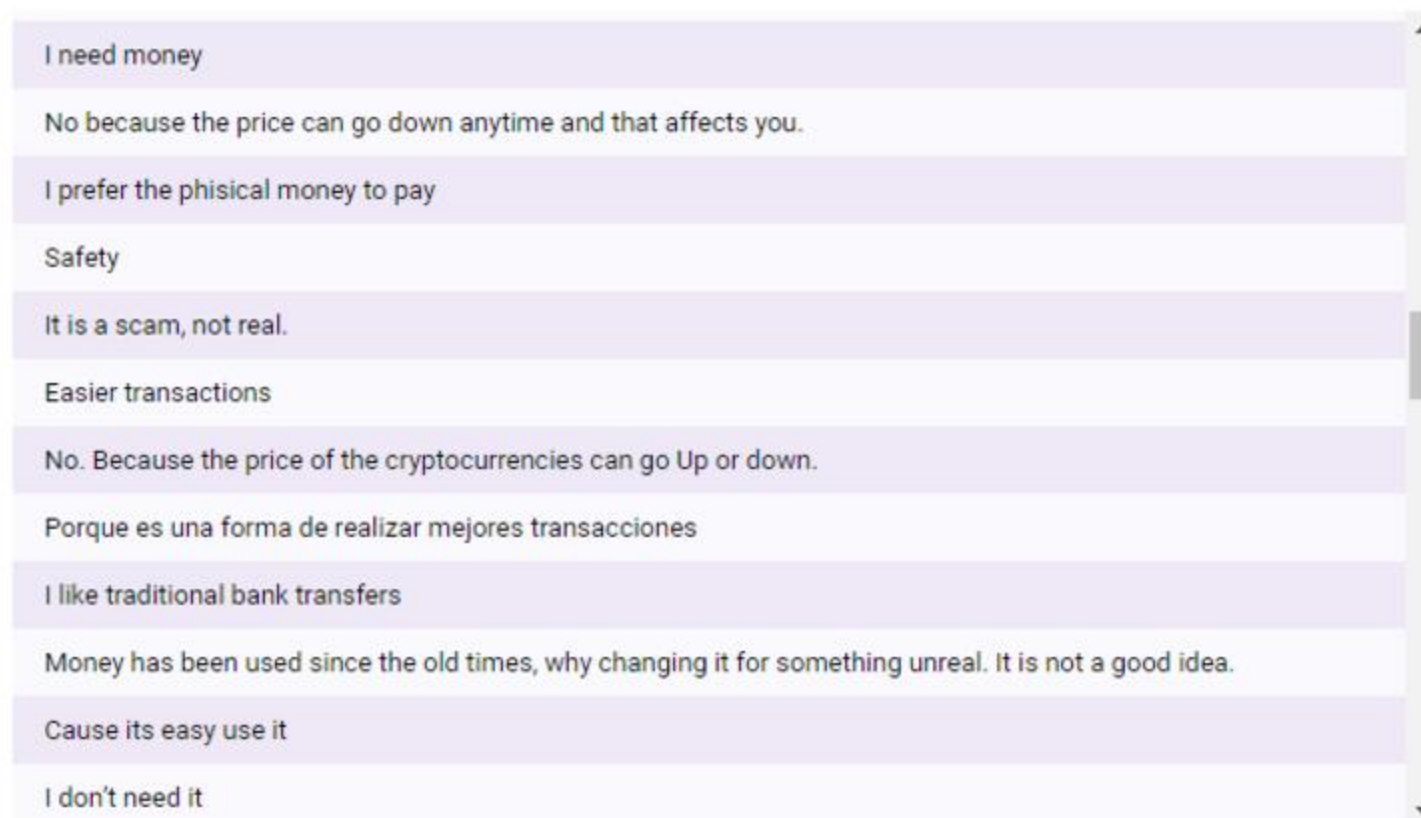 I need money
No because the price can go down anytime and that affects you.
I prefer the phisical money to pay
Safety
It is a scam, not real.
Easier transactions
No. Because the price of the cryptocurrencies can go Up or down.
Porque es una forma de realizar mejores transacciones
I like traditional bank transfers
Money has been used since the old times, why changing it for something unreal. It is not a good idea.
Cause its easy use it
I don’t need it